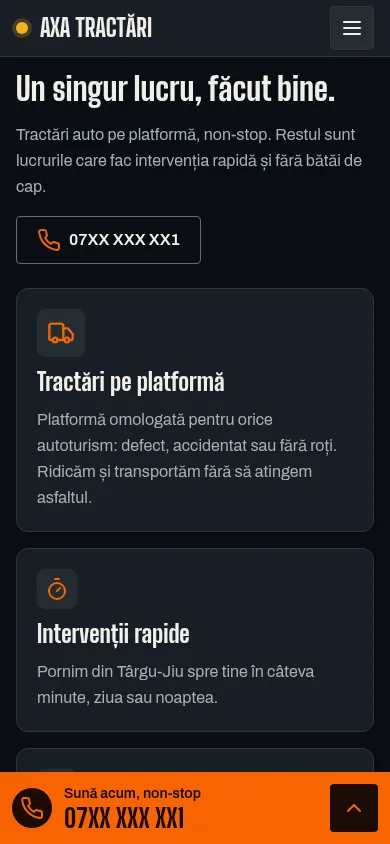 AXA TRACTĂRI
Un singur lucru, făcut bine.
Tractări auto pe platformă, non-stop. Restul sunt
lucrurile care fac intervenția rapidă și fără bătăi de
cap.
07XX XXX XX1
Tractări pe platformă
Platformă omologată pentru orice
autoturism: defect, accidentat sau fără roți.
Ridicăm și transportăm fără să atingem
asfaltul.
Intervenții rapide
Pornim din Târgu-Jiu spre tine în câteva
minute, ziua sau noaptea.
Sună acum, non-stop
07XX XXX XX1